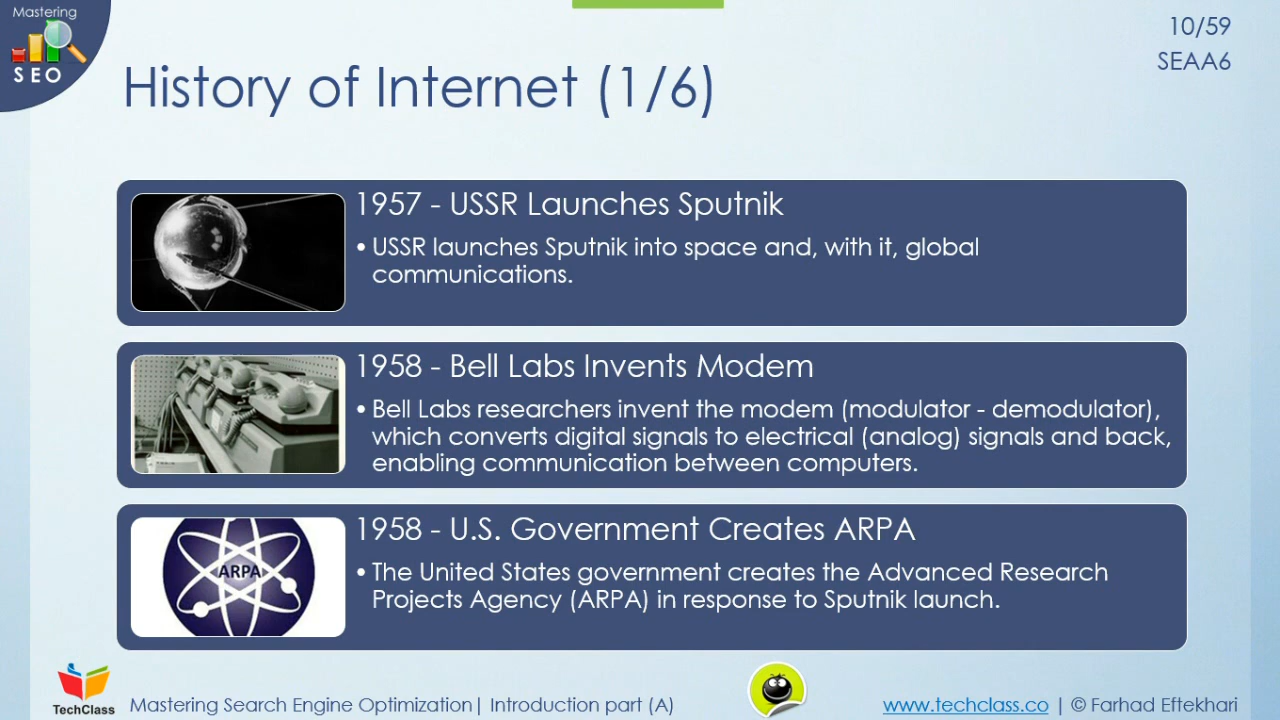 Mastering
SEO
10/59
SEAA6
History of Internet (1/6)
1957 - USSR Launches Sputnik
• USSR launches Sputnik into space and, with it, global
communications.
1958 - Bell Labs Invents Modem
• Bell Labs researchers invent the modem (modulator - demodulator),
which converts digital signals to electrical (analog) signals and back,
enabling communication between computers.
ARPA
1958 - U.S. Government Creates ARPA
• The United States government creates the Advanced Research
Projects Agency (ARPA) in response to Sputnik launch.
TechClass
Mastering Search Engine Optimization| Introduction part (A)
www.techclass.co | © Farhad Eftekhari